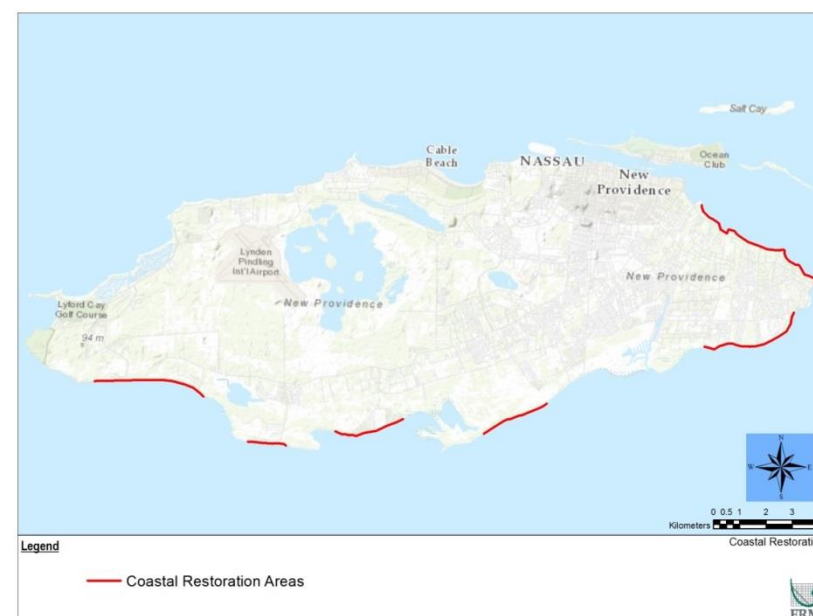 Salt Cay
Cable
Beach
NASSAU
Ocean
Club
New
Providence
Lynden
Pindling
Int'l Airport
New Providence
New Providence
Lyford Cay
Golf Course
94 m
N
W E
S
0 0.5 1 2 3
Kilometers
Legend
Coastal Restorati
Coastal Restoration Areas
ERM